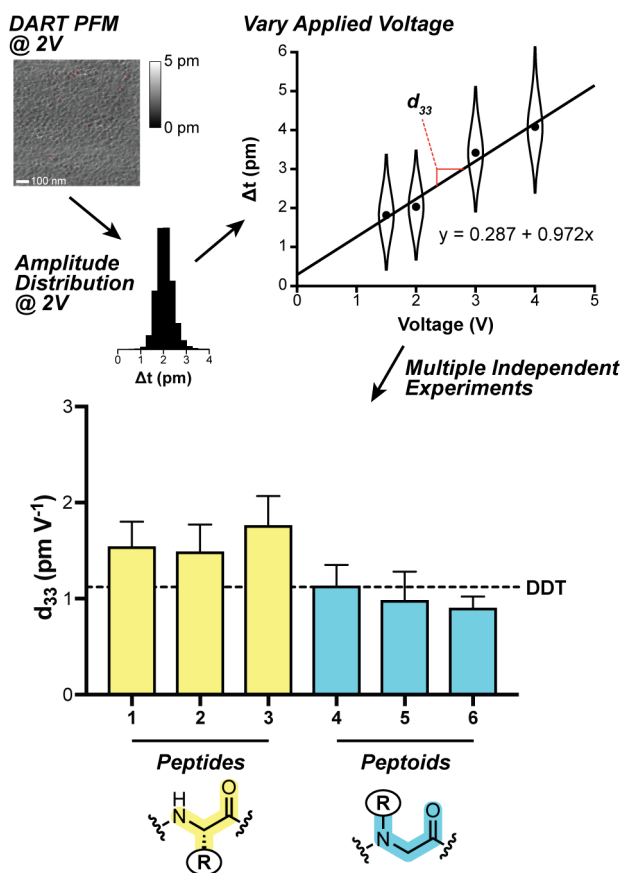 DART PFM
@ 2V
5 pm
0 pm
100 nm
Amplitude
Distribution
@ 2V
0 1 2 3 4
Δt (pm)
Vary Applied Voltage
6
5
4
3
2
1
0
Δt (pm)
d33
y = 0.287 + 0.972x
0 1 2 3 4 5
Voltage (V)
Multiple Independent
Experiments
3
2
1
0
d33 (pm V-1)
DDT
1 2 3 4 5 6
Peptides Peptoids
H
N
O
R
R
N
O